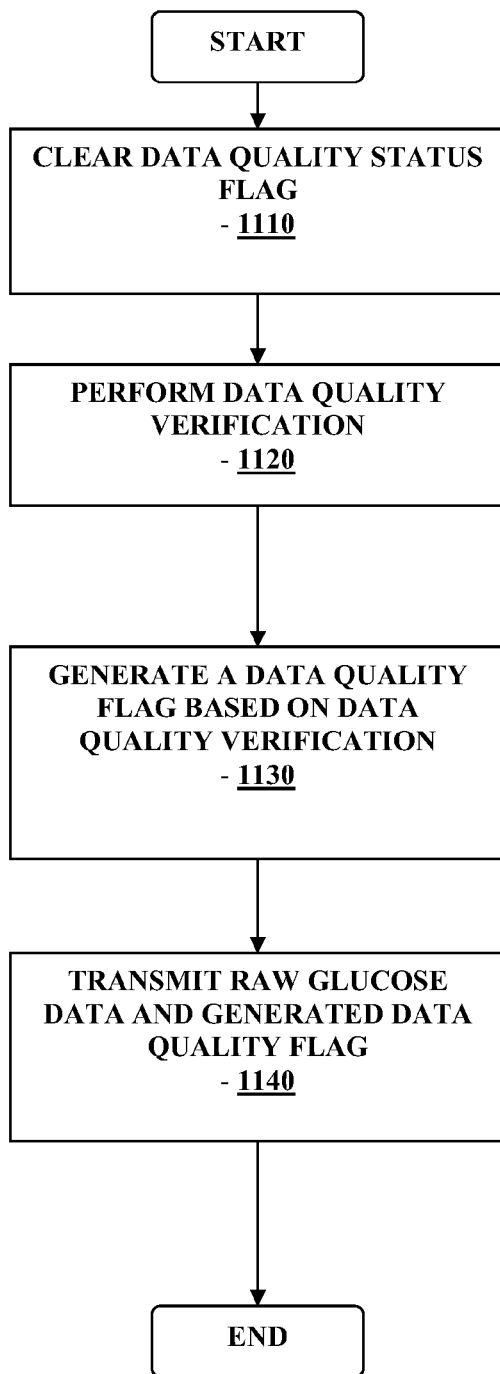 START
CLEAR DATA QUALITY STATUS
FLAG
- 1110
PERFORM DATA QUALITY
VERIFICATION
- 1120
GENERATE A DATA QUALITY
FLAG BASED ON DATA
QUALITY VERIFICATION
- 1130
TRANSMIT RAW GLUCOSE
DATA AND GENERATED DATA
QUALITY FLAG
- 1140
END